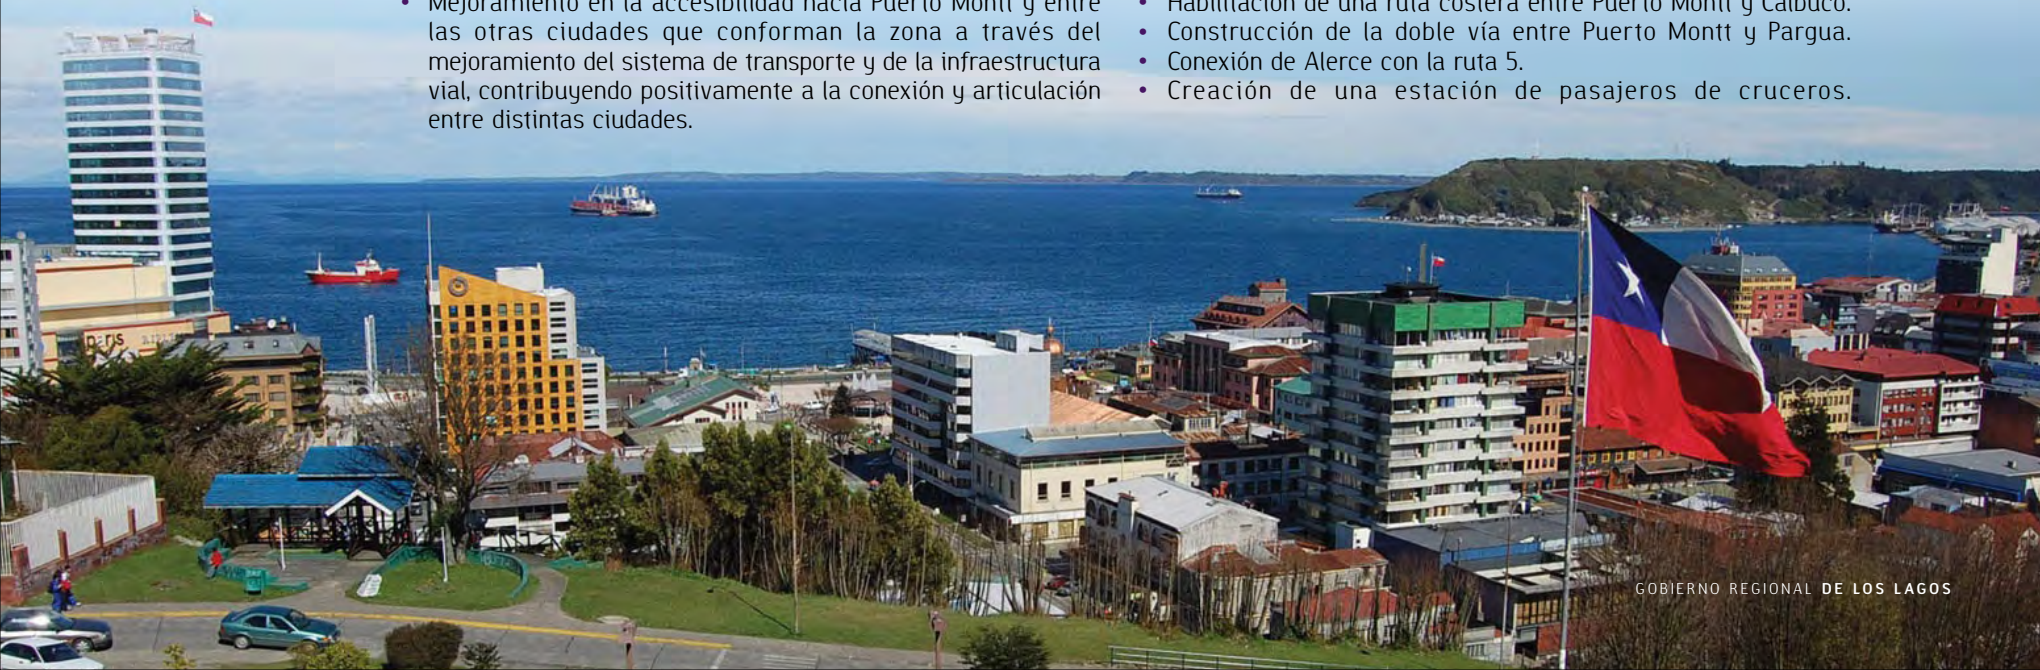 • Mejoramiento en la accesibilidad hacia Puerto Montt y entre
las otras ciudades que conforman la zona a través del
mejoramiento del sistema de transporte y de la infraestructura
vial, contribuyendo positivamente a la conexión y articulación
entre distintas ciudades.
• Habilitación de una ruta costera entre Puerto Montt y Calbuco.
• Construcción de la doble vía entre Puerto Montt y Pargua.
• Conexión de Alerce con la ruta 5.
• Creación de una estación de pasajeros de cruceros.
paris
GOBIERNO REGIONAL DE LOS LAGOS